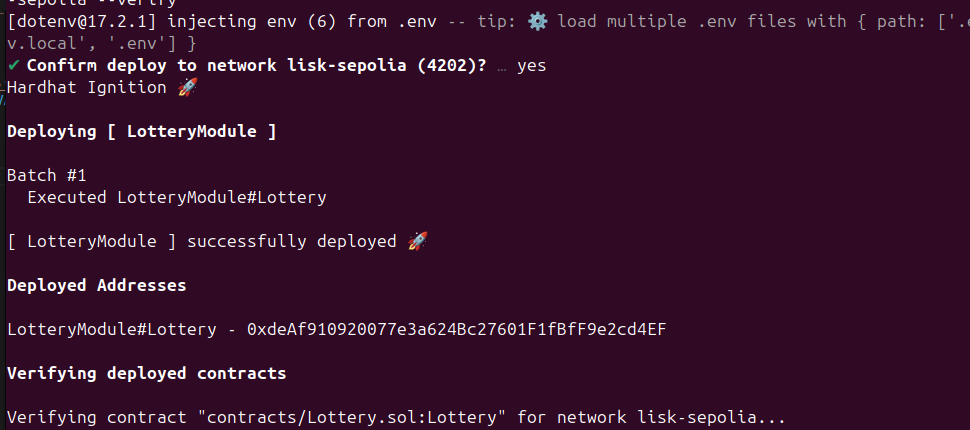 -sepolia --verify
[dotenv@17.2.1] injecting env (6) from .env -- tip: ⚙️ load multiple .env files with { path: ['.e
v.local', '.env'] }
✔ Confirm deploy to network lisk-sepolia (4202)? … yes
Hardhat Ignition 🚀
Deploying [ LotteryModule ]
Batch #1
Executed LotteryModule#Lottery
[ LotteryModule ] successfully deployed 🚀
Deployed Addresses
LotteryModule#Lottery - 0xdeAf910920077e3a624Bc27601F1fBfF9e2cd4EF
Verifying deployed contracts
Verifying contract "contracts/Lottery.sol:Lottery" for network lisk-sepolia...